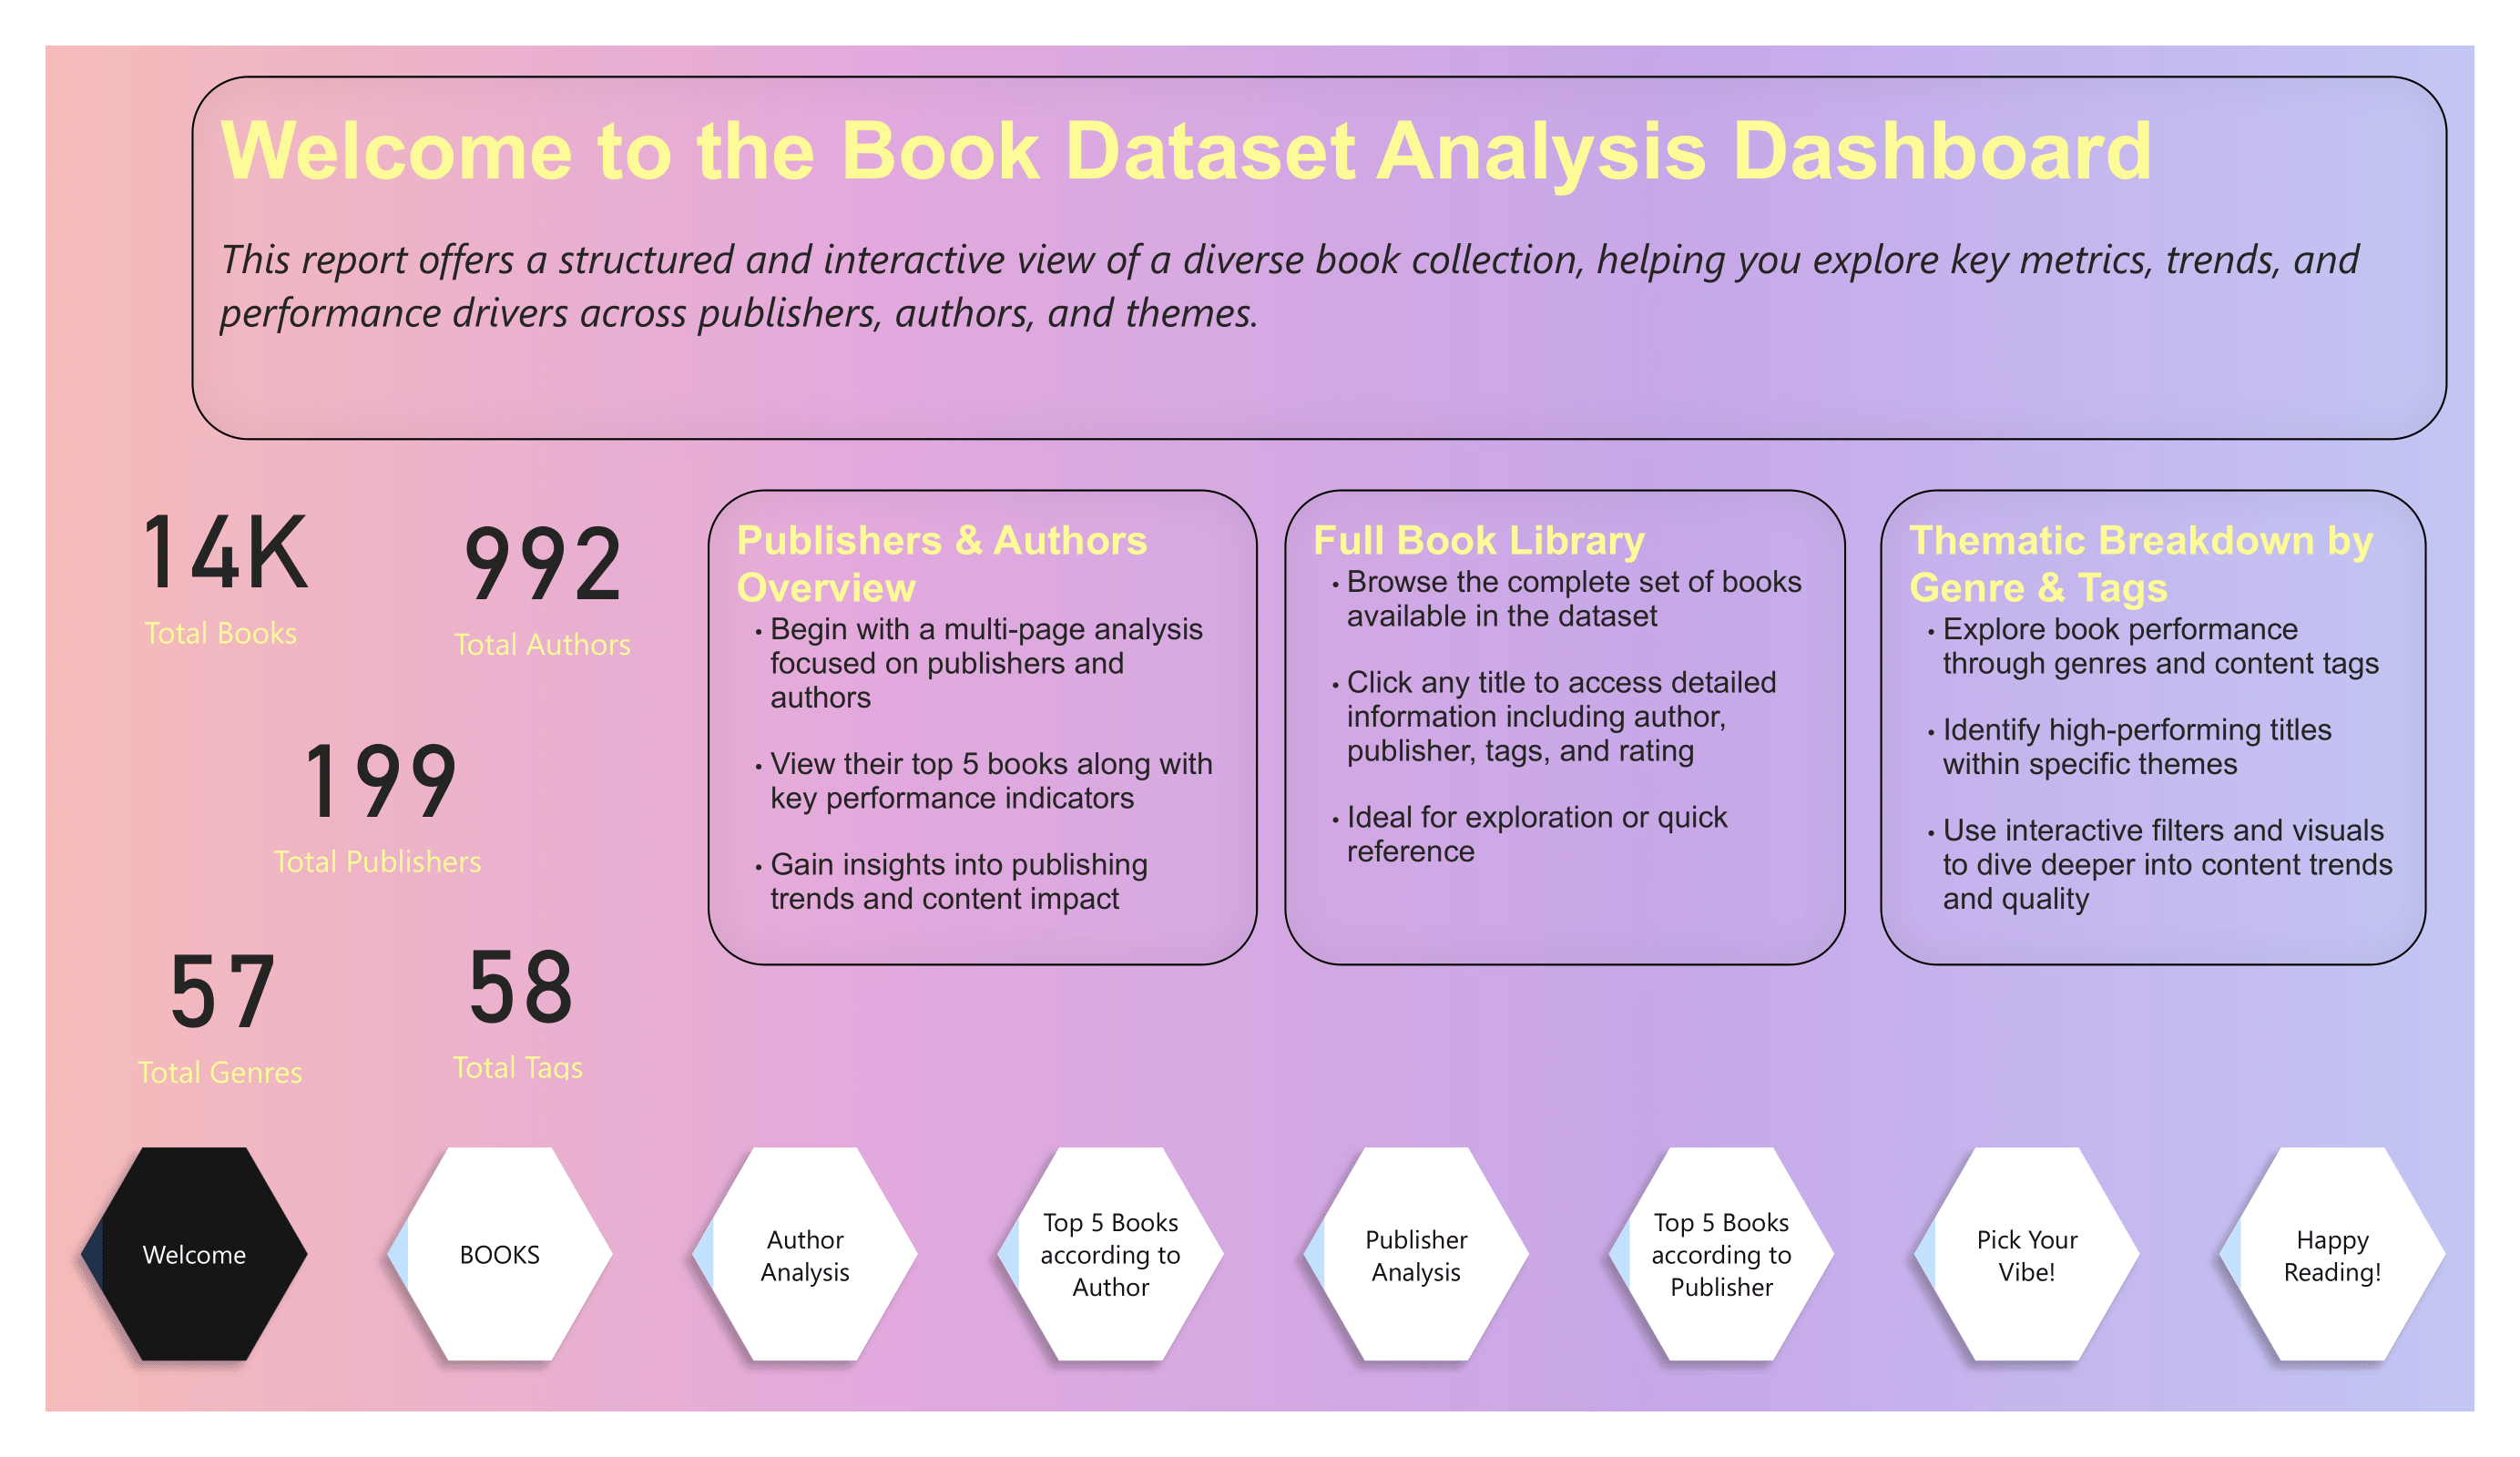 Welcome to the Book Dataset Analysis Dashboard
This report offers a structured and interactive view of a diverse book collection, helping you explore key metrics, trends, and
performance drivers across publishers, authors, and themes.
14K
Total Books
992
Total Authors
199
Total Publishers
57
Total Genres
58
Total Tags
Publishers & Authors
Overview
• Begin with a multi-page analysis
focused on publishers and
authors
• View their top 5 books along with
key performance indicators
• Gain insights into publishing
trends and content impact
Full Book Library
• Browse the complete set of books
available in the dataset
• Click any title to access detailed
information including author,
publisher, tags, and rating
• Ideal for exploration or quick
reference
Thematic Breakdown by
Genre & Tags
• Explore book performance
through genres and content tags
• Identify high-performing titles
within specific themes
• Use interactive filters and visuals
to dive deeper into content trends
and quality
Welcome
BOOKS
Author
Analysis
Top 5 Books
according to
Author
Publisher
Analysis
Top 5 Books
according to
Publisher
Pick Your
Vibe!
Happy
Reading!